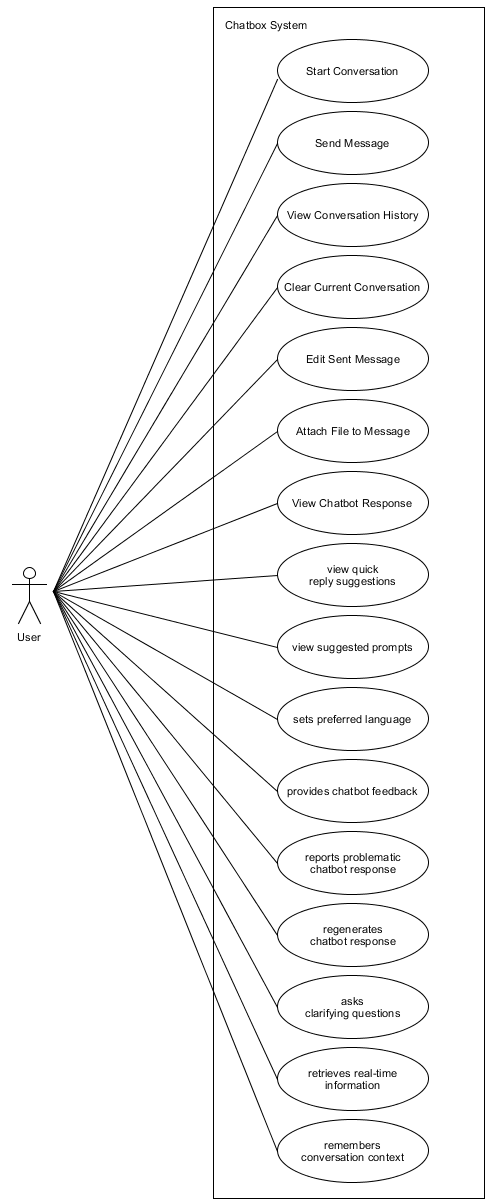 Chatbox System
Start Conversation
Send Message
View Conversation History
Clear Current Conversation
Edit Sent Message
Attach File to Message
View Chatbot Response
view quick
reply suggestions
User
view suggested prompts
sets preferred language
provides chatbot feedback
reports problematic
chatbot response
regenerates
chatbot response
asks
clarifying questions
retrieves real-time
information
remembers
conversation context